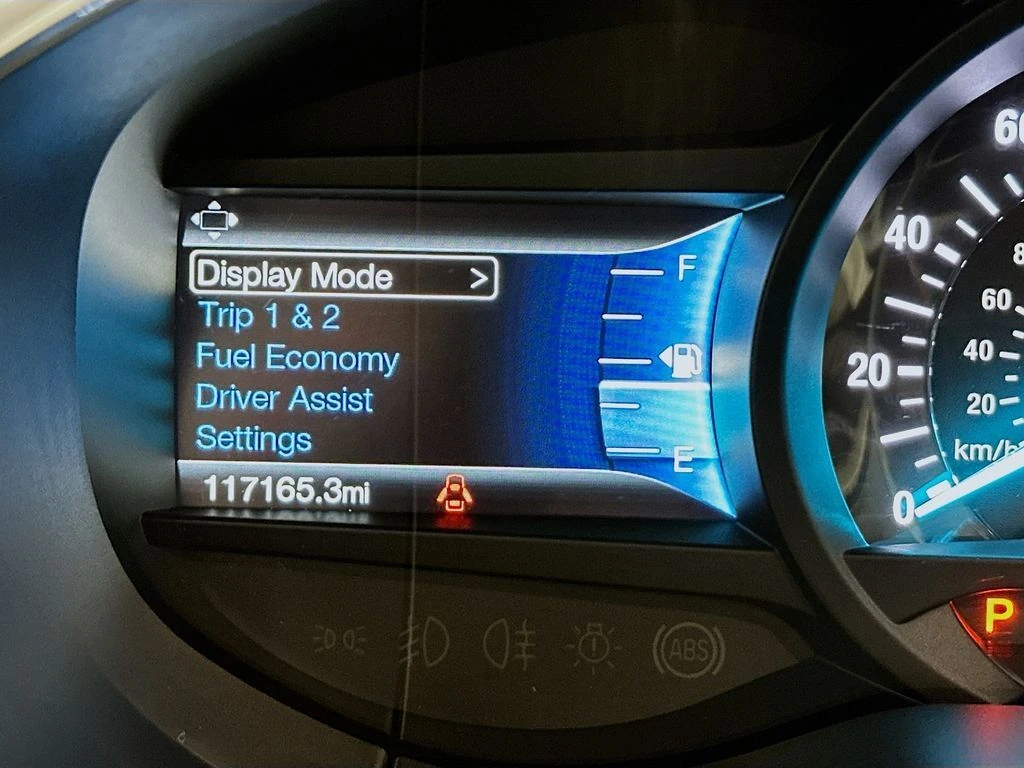 Display Mode >
Trip 1 & 2
Fuel Economy
Driver Assist
Settings
117165.3mi
F
E
40
20
0
60
40
20
km/h
P
ABS